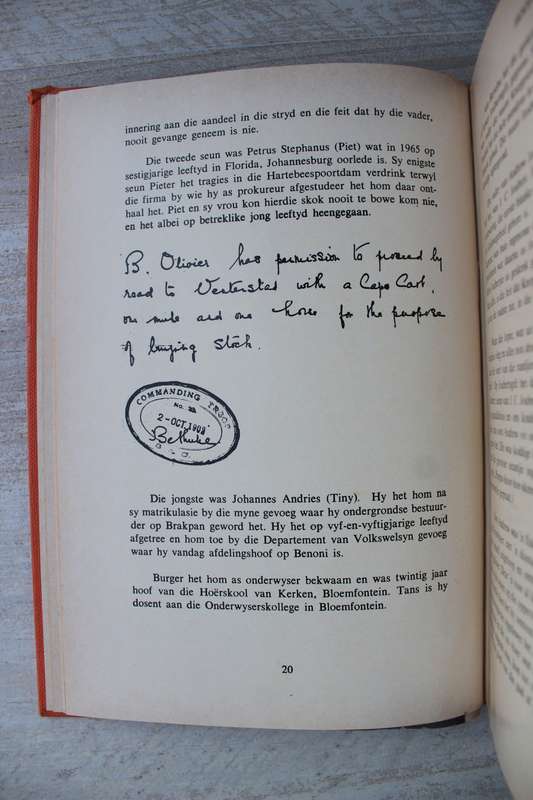 innering aan die aandeel in die stryd en die feit dat hy die vader,
nooit gevange geneem is nie.
Die tweede seun was Petrus Stephanus (Piet) wat in 1965 op
sestigjarige leeftyd in Florida, Johannesburg oorlede is. Sy enigste
seun Pieter het tragies in die Hartebeespoortdam verdrink terwyl
die firma by wie hy as prokureur afgestudeer het hom daar ont-
haal het. Piet en sy vrou kon hierdie skok nooit te bowe kom nie,
en het albei op betreklike jong leeftyd heengegaan.
B. Olivier has permission to proceed by
road to Venterstad with a Cape Cart,
one mule and one horse for the purpose
of buying stock.
COMMANDING TROOPS
No.
2-OCT.1902
Bethulie
Die jongste was Johannes Andries (Tiny). Hy het hom na
sy matrikulasie by die myne gevoeg waar hy ondergrondse bestuur-
der op Brakpan geword het. Hy het op vyf-en-vyftigjarige leeftyd
afgetree en hom toe by die Departement van Volkswelsyn gevoeg
waar hy vandag afdelingshoof op Benoni is.
Burger het hom as onderwyser bekwaam en was twintig jaar
hoof van die Hoërskool van Kerken, Bloemfontein. Tans is hy
dosent aan die Onderwyserskollege in Bloemfontein.
20